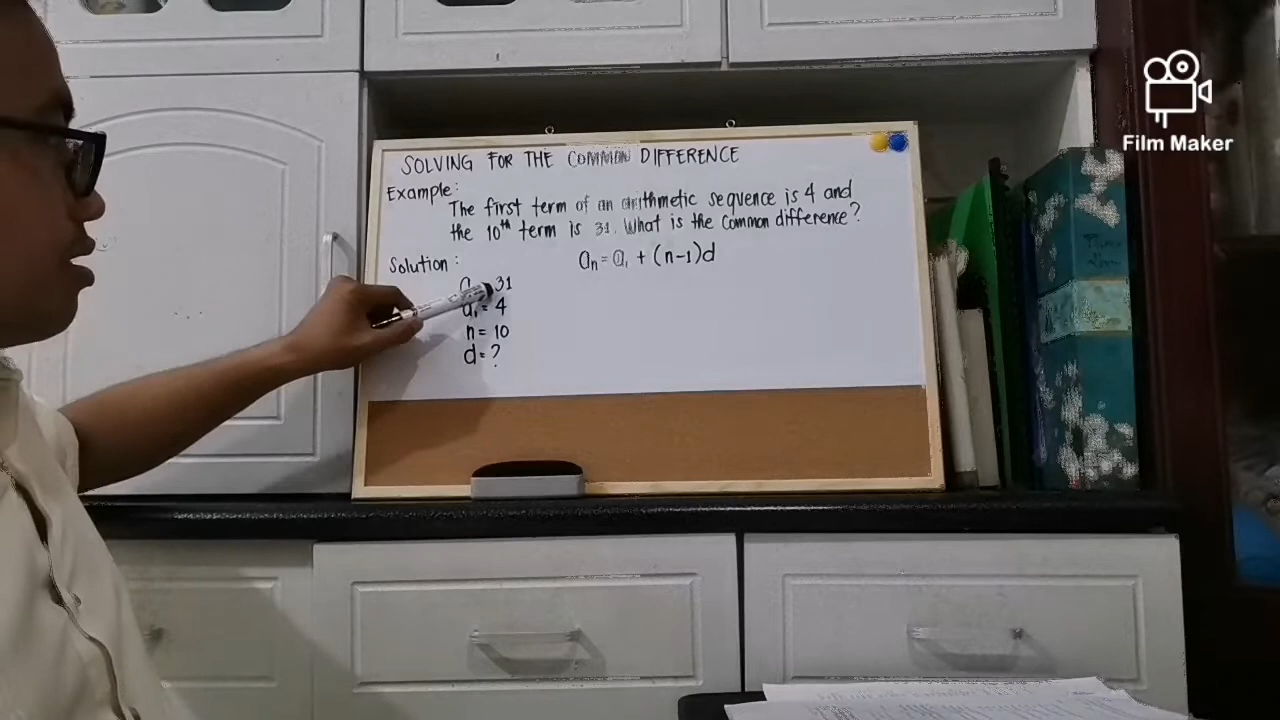 SOLVING FOR THE COMMON DIFFERENCE
Example:
The first term of an arithmetic sequence is 4 and
the 10th term is 31. What is the Common difference?
Solution:
an = a1 + (n-1)d
31
a1 = 4
n = 10
d = ?
Film Maker